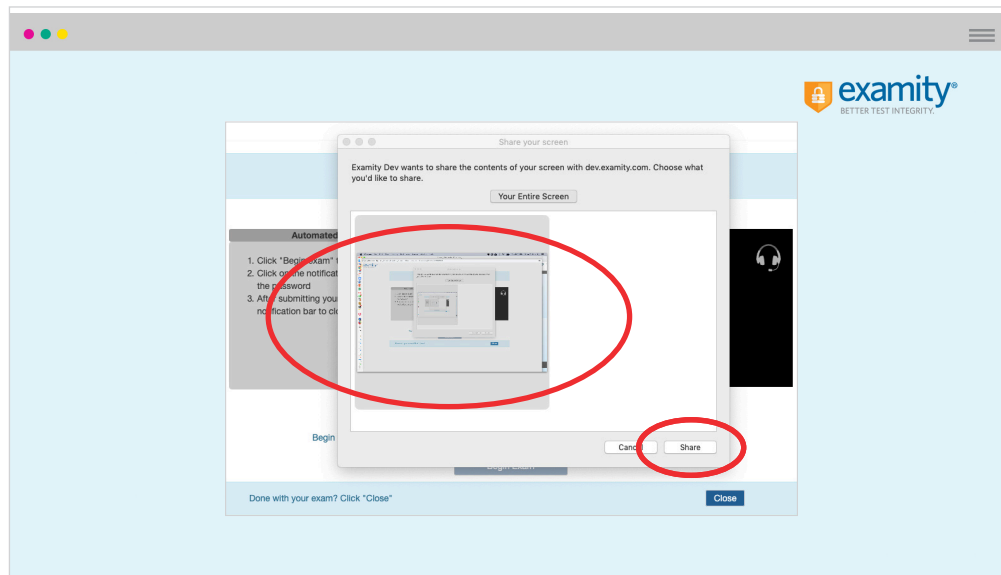 examity®
BETTER TEST INTEGRITY.
Share your screen
Examity Dev wants to share the contents of your screen with dev.examity.com. Choose what
you'd like to share.
Your Entire Screen
Automated
1. Click "Begin exam"
2. Click on the notificat
the password
3. After submitting you
notification bar to clo
Begin
Cancel
Share
Begin Exam
Done with your exam? Click "Close"
Close